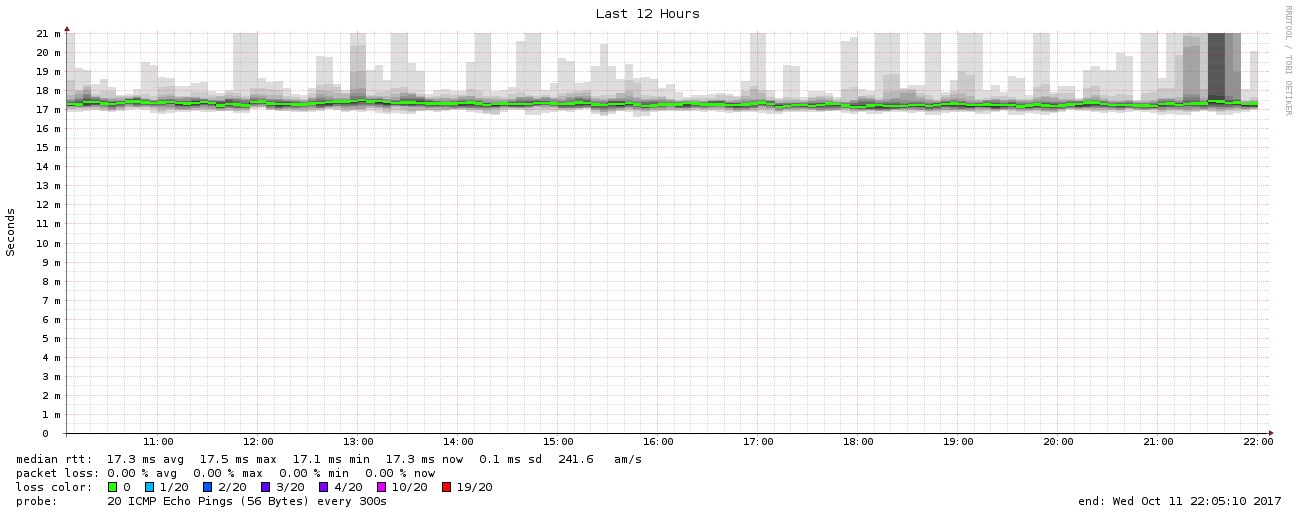 Last 12 Hours
RRDTOOL / TOBI OETIKER
Seconds
21 m
20 m
19 m
18 m
17 m
16 m
15 m
14 m
13 m
12 m
11 m
10 m
9 m
8 m
7 m
6 m
5 m
4 m
3 m
2 m
1 m
0
11:00 12:00 13:00 14:00 15:00 16:00 17:00 18:00 19:00 20:00 21:00 22:00
median rtt: 17.3 ms avg 17.5 ms max 17.1 ms min 17.3 ms now 0.1 ms sd 241.6 am/s
packet loss: 0.00 % avg 0.00 % max 0.00 % min 0.00 % now
loss color: 0 1/20 2/20 3/20 4/20 10/20 19/20
probe: 20 ICMP Echo Pings (56 Bytes) every 300s end: Wed Oct 11 22:05:10 2017